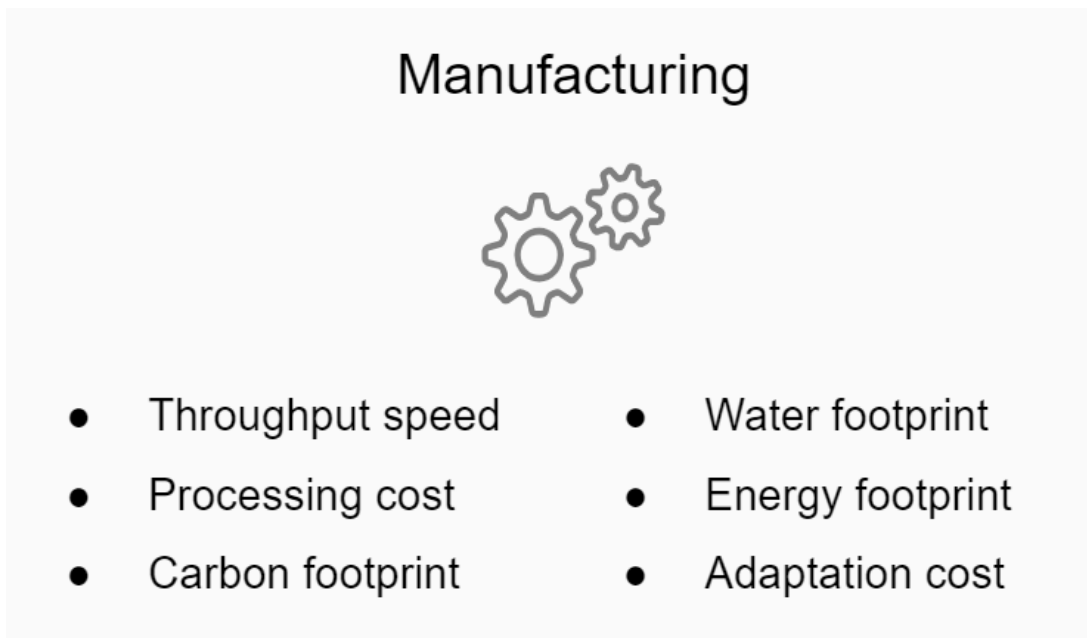 Manufacturing
● Throughput speed
● Processing cost
● Carbon footprint
● Water footprint
● Energy footprint
● Adaptation cost